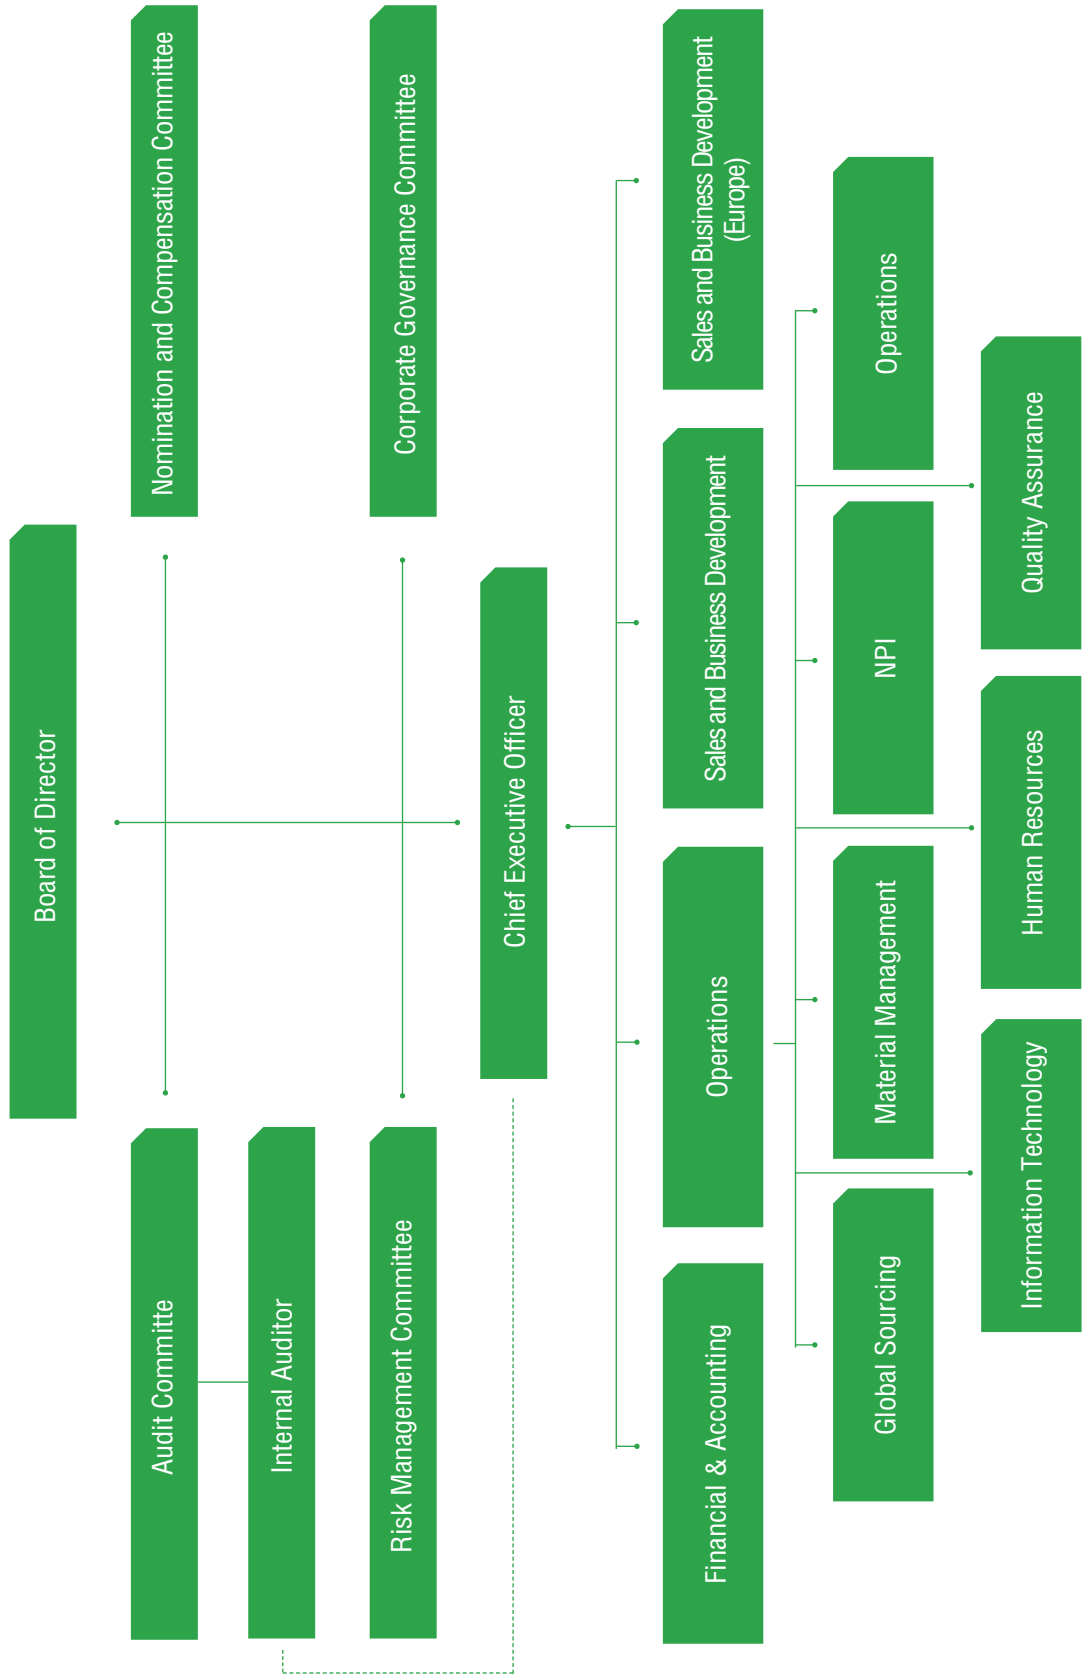 Board of Director
Audit Committe
Nomination and Compensation Committee
Internal Auditor
Risk Management Committee
Corporate Governance Committee
Chief Executive Officer
Financial & Accounting
Operations
Sales and Business Development
Sales and Business Development
(Europe)
Global Sourcing
Material Management
NPI
Operations
Information Technology
Human Resources
Quality Assurance